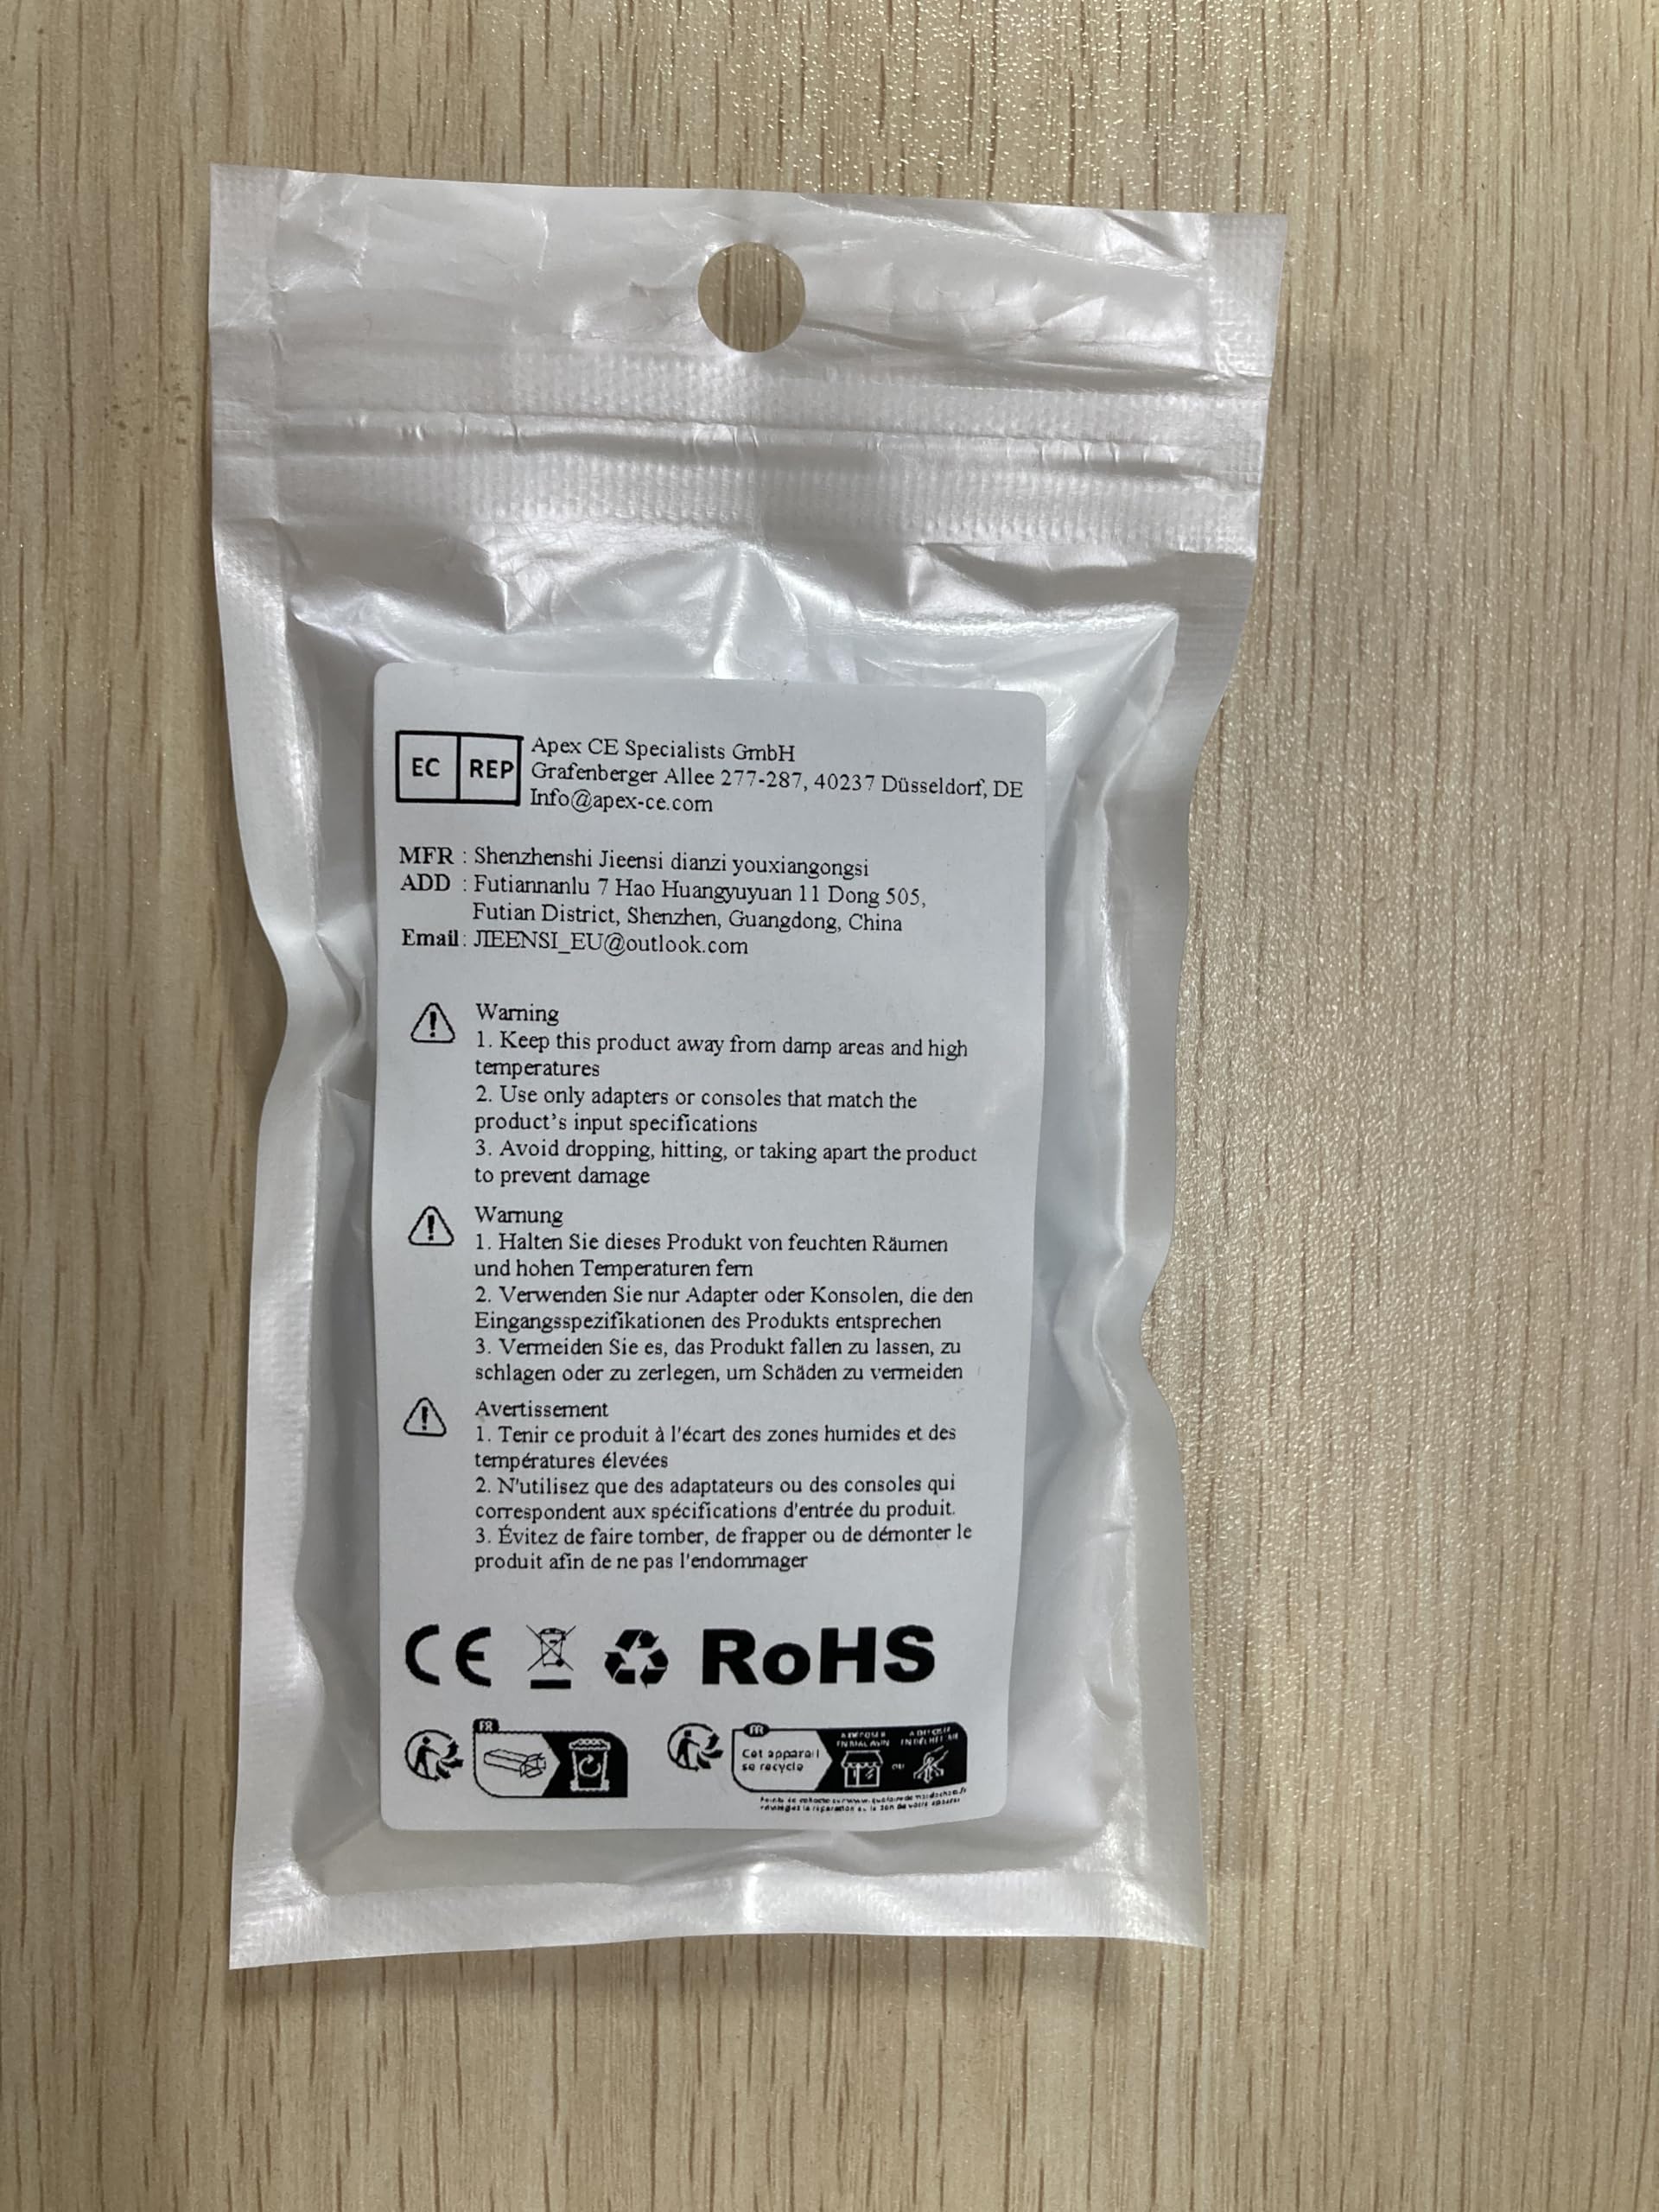 EC REP
Apex CE Specialists GmbH
Grafenberger Allee 277-287, 40237 Düsseldorf, DE
Info@apex-ce.com
MFR : Shenzhenshi Jieensi dianzi youxiangongsi
ADD : Futiannanlu 7 Hao Huangyuyuan 11 Dong 505,
Futian District, Shenzhen, Guangdong, China
Email: JIEENSI_EU@outlook.com
Warning
1. Keep this product away from damp areas and high
temperatures
2. Use only adapters or consoles that match the
product's input specifications
3. Avoid dropping, hitting, or taking apart the product
to prevent damage
Warnung
1. Halten Sie dieses Produkt von feuchten Räumen
und hohen Temperaturen fern
2. Verwenden Sie nur Adapter oder Konsolen, die den
Eingangsspezifikationen des Produkts entsprechen
3. Vermeiden Sie es, das Produkt fallen zu lassen, zu
schlagen oder zu zerlegen, um Schäden zu vermeiden
Avertissement
1. Tenir ce produit à l'écart des zones humides et des
températures élevées
2. N'utilisez que des adaptateurs ou des consoles qui
correspondent aux spécifications d'entrée du produit.
3. Évitez de faire tomber, de frapper ou de démonter le
produit afin de ne pas l'endommager
CE RoHS
FR
FR
Cet appareil
se recycle